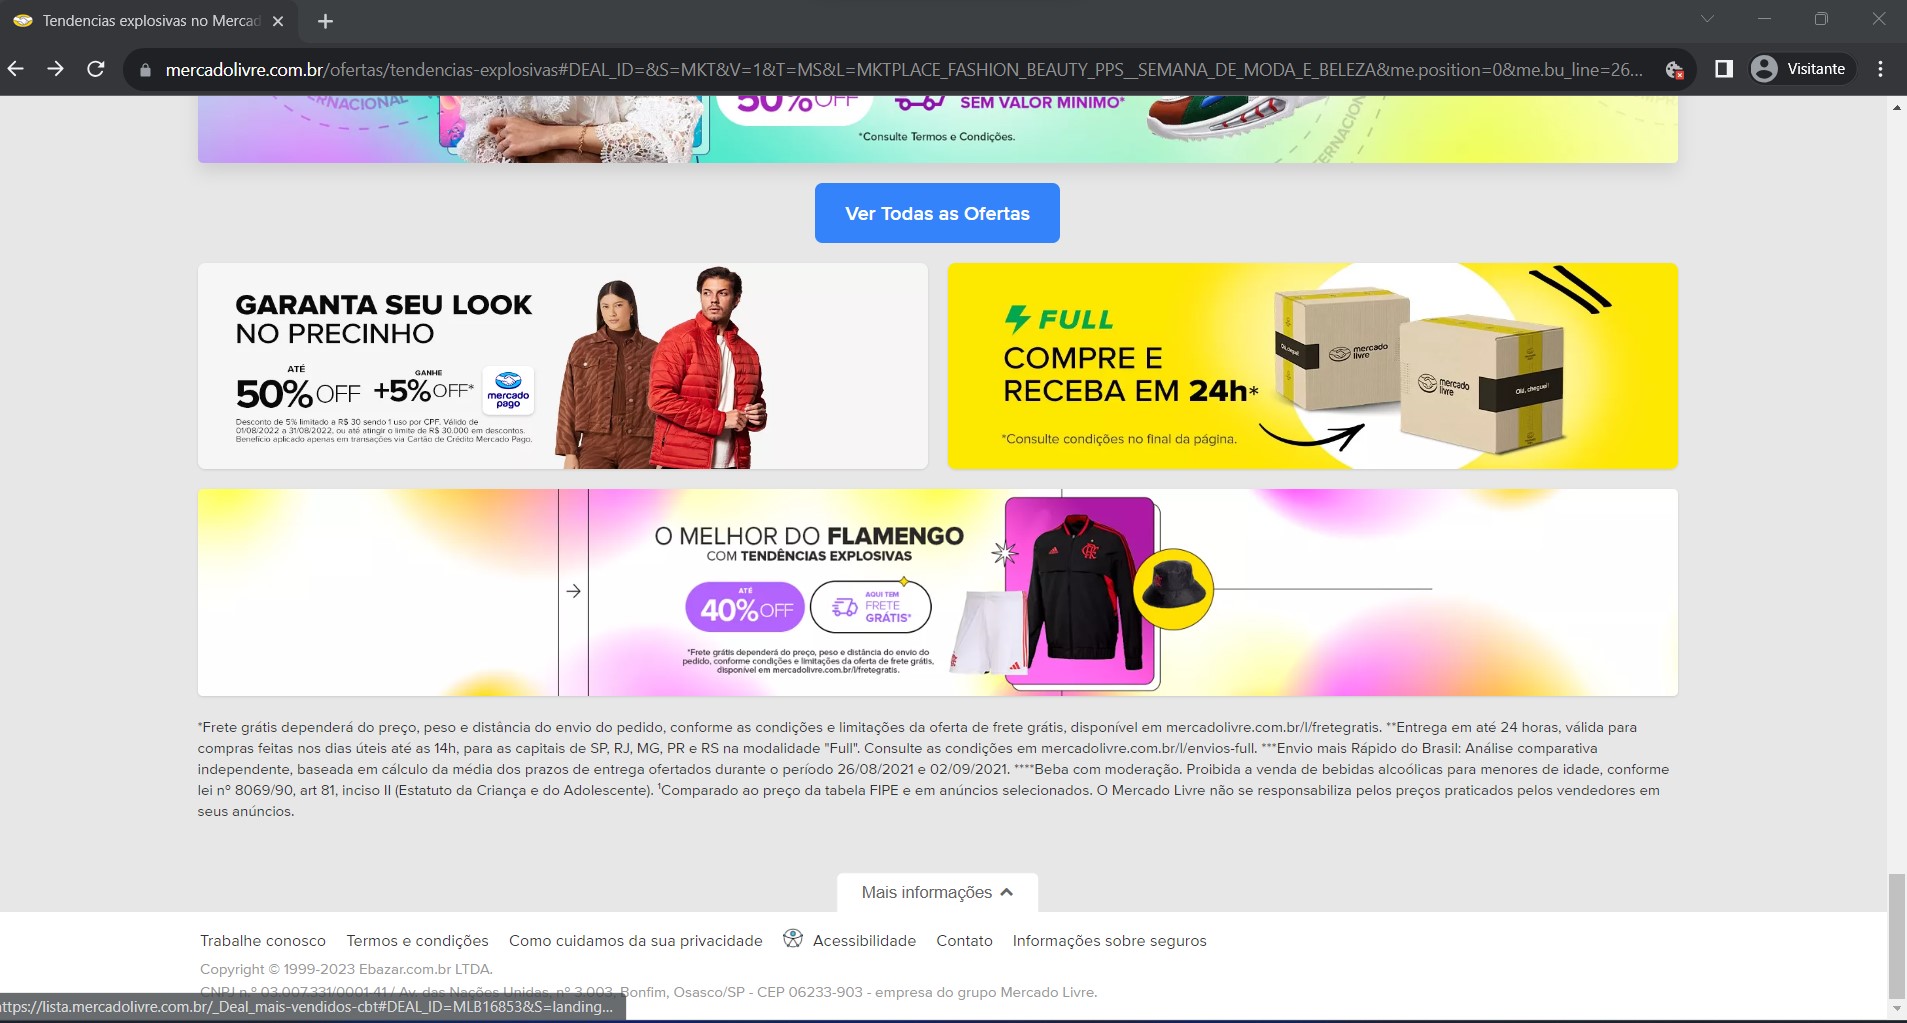 Tendencias explosivas no Mercad
mercadolivre.com.br/ofertas/tendencias-explosivas#DEAL_ID=&S=MKT&V=1&T=MS&L=MKTPLACE_FASHION_BEAUTY_PPS__SEMANA_DE_MODA_E_BELEZA&me.position=0&me.bu_line=26...
Visitante
ERNACIONAL
50%OFF
SEM VALOR MÍNIMO*
*Consulte Termos e Condições.
Ver Todas as Ofertas
GARANTA SEU LOOK
NO PRECINHO
ATÉ
50%OFF
GANHE
+5%OFF*
mercado
pago
Desconto de 5% limitado a R$ 30 sendo 1 uso por CPF. Válido de
01/08/2022 a 31/08/2022, ou até atingir o limite de R$ 30.000 em descontos.
Benefício aplicado apenas em transações via Cartão de Crédito Mercado Pago.
FULL
COMPRE E
RECEBA EM 24h*
*Consulte condições no final da página.
mercado
livre
mercado
livre
Olá, cheguei!
O MELHOR DO FLAMENGO
COM TENDÊNCIAS EXPLOSIVAS
ATÉ
40%OFF
AQUI TEM
FRETE
GRÁTIS*
*Frete grátis dependerá do preço, peso e distância do envio do
pedido, conforme condições e limitações da oferta de frete grátis,
disponível em mercadolivre.com.br/l/fretegratis.
*Frete grátis dependerá do preço, peso e distância do envio do pedido, conforme as condições e limitações da oferta de frete grátis, disponível em mercadolivre.com.br/l/fretegratis. **Entrega em até 24 horas, válida para
compras feitas nos dias úteis até as 14h, para as capitais de SP, RJ, MG, PR e RS na modalidade "Full". Consulte as condições em mercadolivre.com.br/l/envios-full. ***Envio mais Rápido do Brasil: Análise comparativa
independente, baseada em cálculo da média dos prazos de entrega ofertados durante o período 26/08/2021 e 02/09/2021. ****Beba com moderação. Proibida a venda de bebidas alcoólicas para menores de idade, conforme
lei nº 8069/90, art 81, inciso II (Estatuto da Criança e do Adolescente). ¹Comparado ao preço da tabela FIPE e em anúncios selecionados. O Mercado Livre não se responsabiliza pelos preços praticados pelos vendedores em
seus anúncios.
Mais informações
Trabalhe conosco Termos e condições Como cuidamos da sua privacidade Acessibilidade Contato Informações sobre seguros
Copyright © 1999-2023 Ebazar.com.br LTDA.
CNPJ n.º 03.007.331/0001-41 / Av. das Nações Unidas, nº 3.003, Bonfim, Osasco/SP - CEP 06233-903 - empresa do grupo Mercado Livre.
ttps://lista.mercadolivre.com.br/_Deal_mais-vendidos-cbt#DEAL_ID=MLB16853&S=landing...